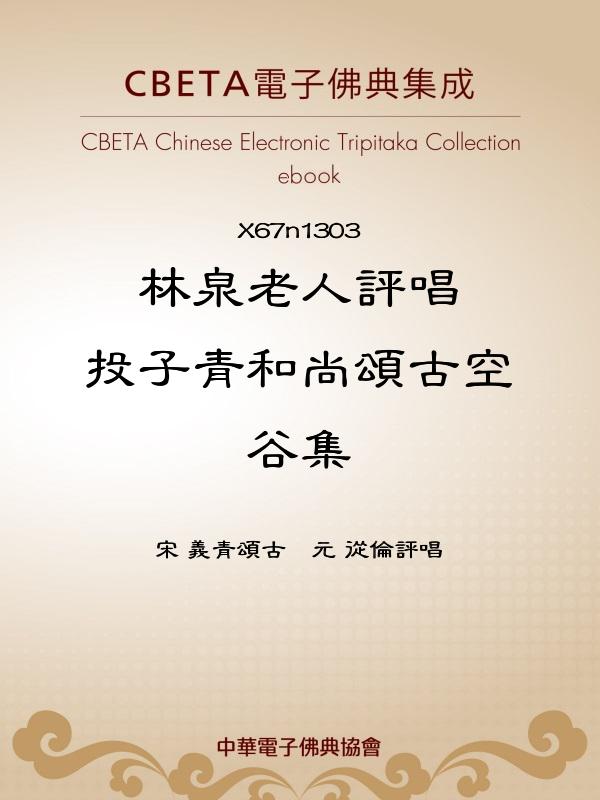 CBETA電子佛典集成
CBETA Chinese Electronic Tripitaka Collection
ebook
X67n1303
林泉老人評唱
投子青和尚頌古空
谷集
宋 義青頌古　元 從倫評唱
中華電子佛典協會